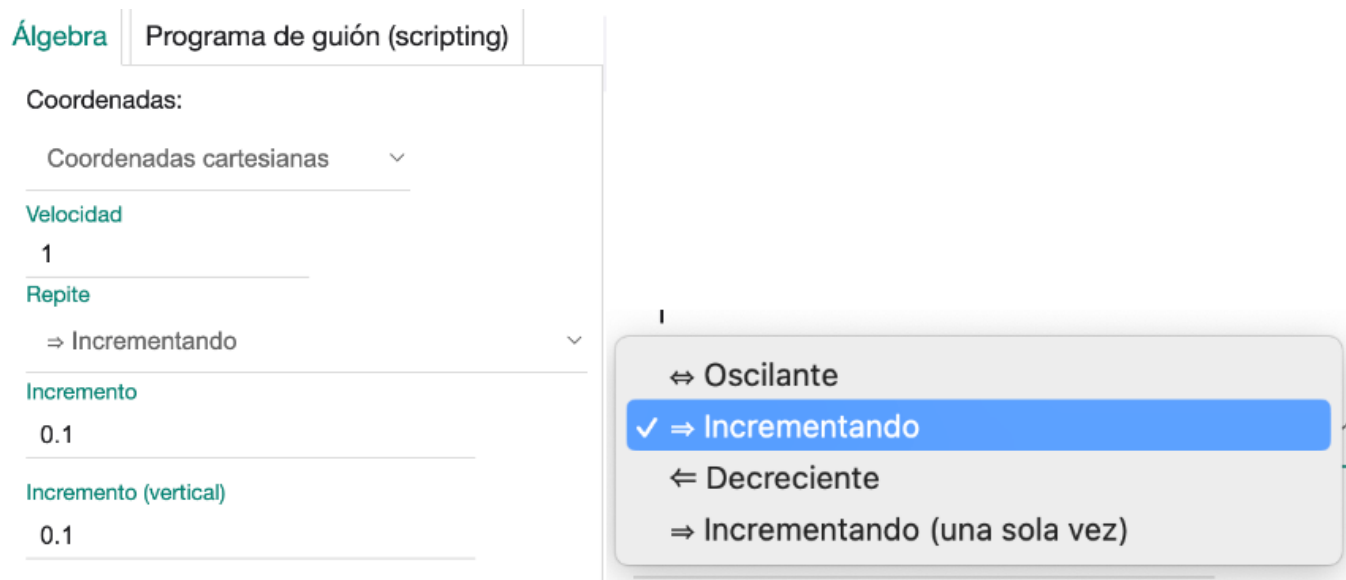 Álgebra Programa de guión (scripting)
Coordenadas:
Coordenadas cartesianas
Velocidad
1
Repite
⇒ Incrementando
Incremento
0.1
Incremento (vertical)
0.1
⇔ Oscilante
✓ ⇒ Incrementando
⇐ Decreciente
⇒ Incrementando (una sola vez)